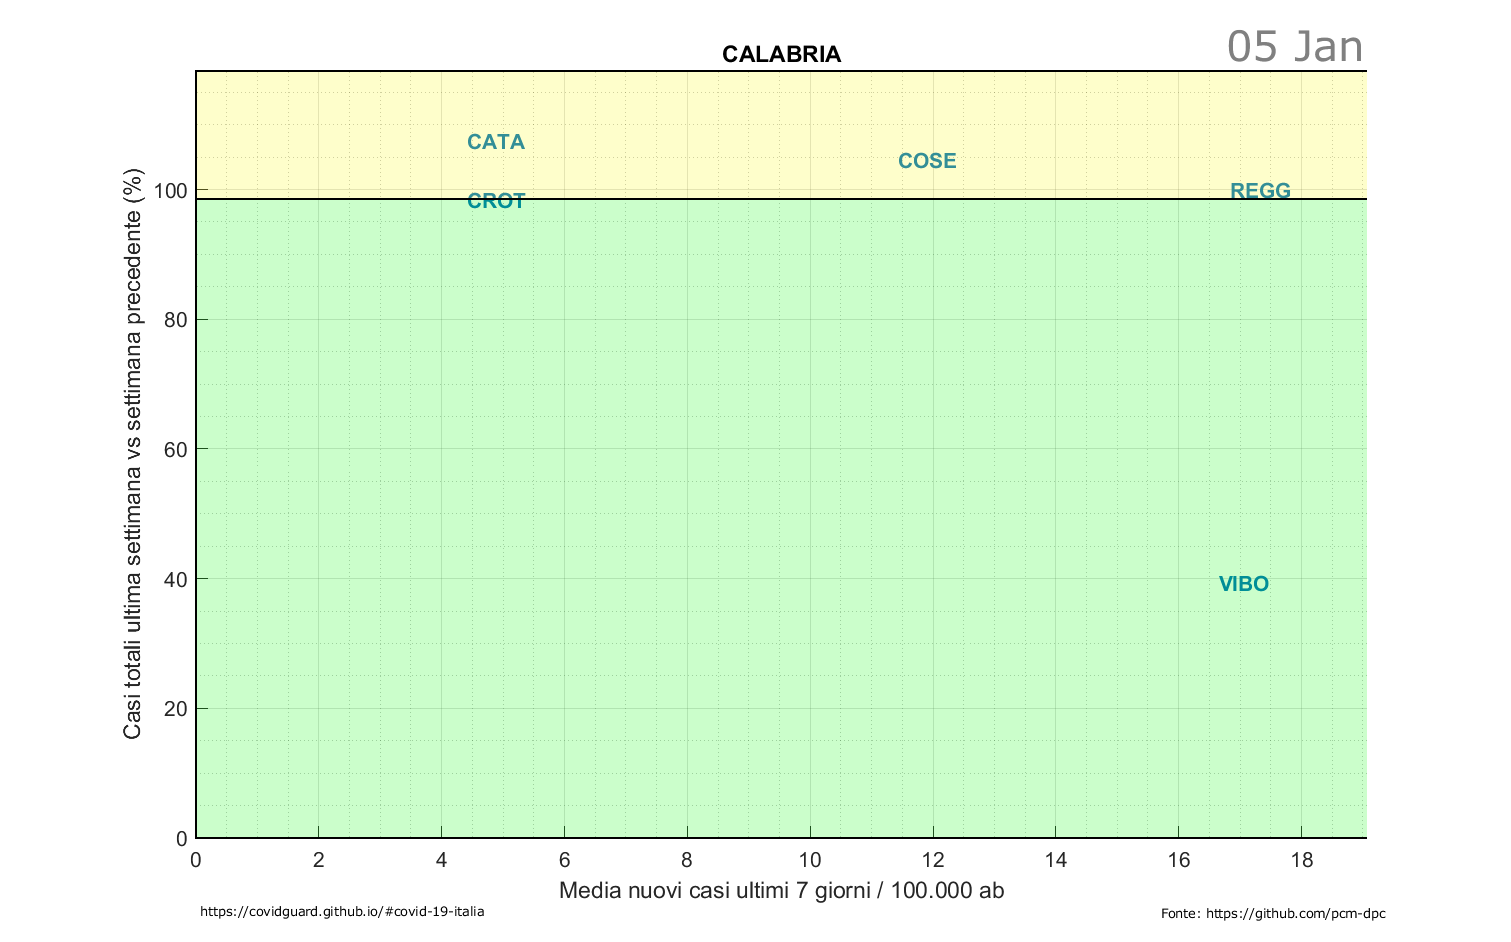 05 Jan
CALABRIA
CATA
COSE
REGG
CROT
VIBO
Casi totali ultima settimana vs settimana precedente (%)
100
80
60
40
20
0
0 2 4 6 8 10 12 14 16 18
Media nuovi casi ultimi 7 giorni / 100.000 ab
https://covidguard.github.io/#covid-19-italia
Fonte: https://github.com/pcm-dpc